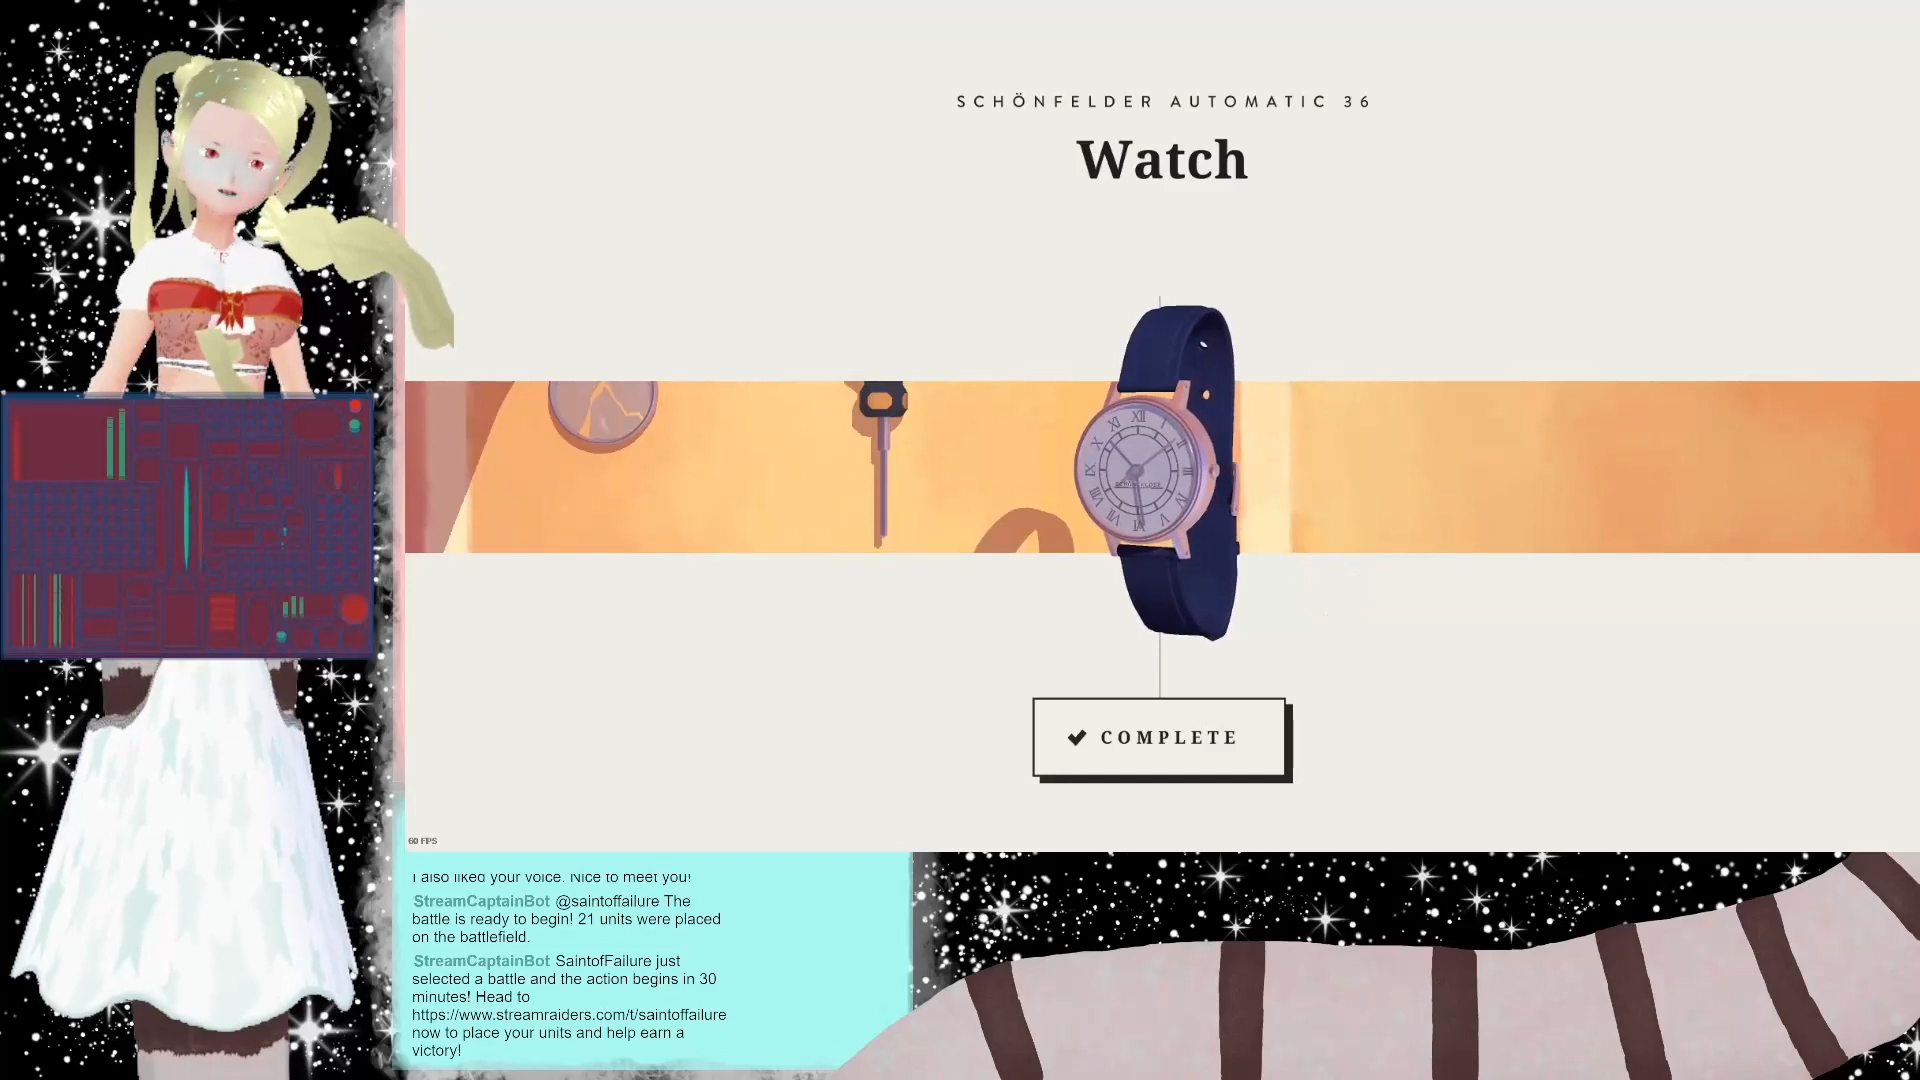 SCHÖNFELDER AUTOMATIC 36
Watch
XII
COMPLETE
60 FPS
I also liked your voice. Nice to meet you!
StreamCaptainBot @saintoffailure The
battle is ready to begin! 21 units were placed
on the battlefield.
StreamCaptainBot SaintofFailure just
selected a battle and the action begins in 30
minutes! Head to
https://www.streamraiders.com/t/saintoffailure
now to place your units and help earn a
victory!